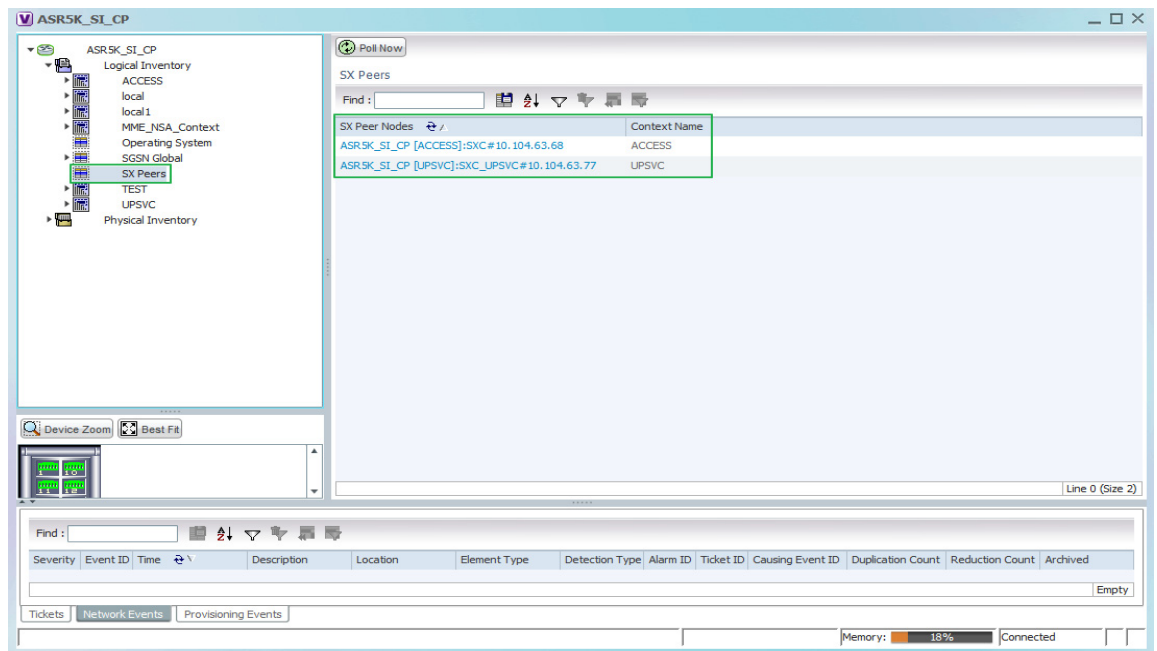 V ASR5K_SI_CP
ASR5K_SI_CP
Logical Inventory
ACCESS
local
local1
MME_NSA_Context
Operating System
SGSN Global
SX Peers
TEST
UPSVC
Physical Inventory
Poll Now
SX Peers
Find :
SX Peer Nodes Context Name
ASR5K_SI_CP [ACCESS]:SXC#10.104.63.68 ACCESS
ASR5K_SI_CP [UPSVC]:SXC_UPSVC#10.104.63.77 UPSVC
Line 0 (Size 2)
Device Zoom Best Fit
1 10
11 12
Find :
Severity Event ID Time Description Location Element Type Detection Type Alarm ID Ticket ID Causing Event ID Duplication Count Reduction Count Archived
Empty
Tickets Network Events Provisioning Events
Memory: 18% Connected